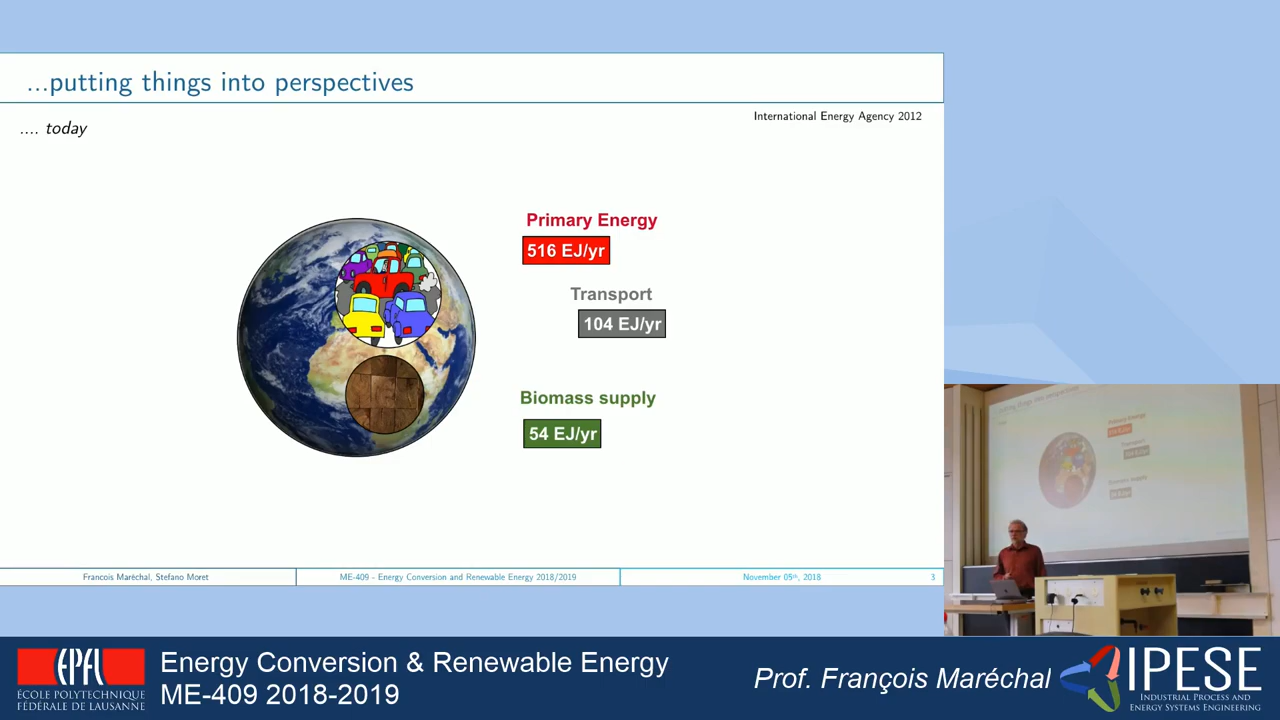 ...putting things into perspectives
.... today
International Energy Agency 2012
Primary Energy
516 EJ/yr
Transport
104 EJ/yr
Biomass supply
54 EJ/yr
Francois Maréchal, Stefano Moret
ME-409 - Energy Conversion and Renewable Energy 2018/2019
November 05th, 2018
3
EPFL
ÉCOLE POLYTECHNIQUE
FÉDÉRALE DE LAUSANNE
Energy Conversion & Renewable Energy
ME-409 2018-2019
Prof. François Maréchal
IPESE
INDUSTRIAL PROCESS AND
ENERGY SYSTEMS ENGINEERING